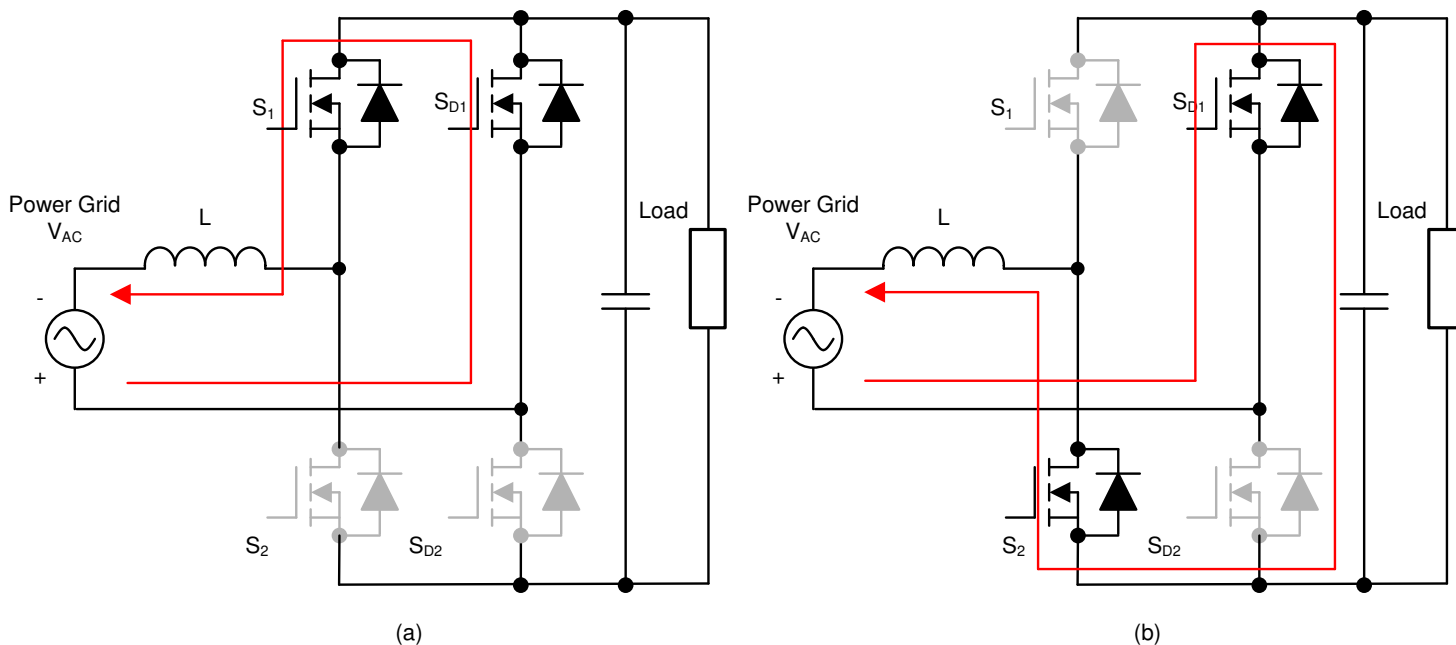 S1
SD1
Power Grid
VAC
L
Load
-
+
S2
SD2
(a)
S1
SD1
Power Grid
VAC
L
Load
-
+
S2
SD2
(b)